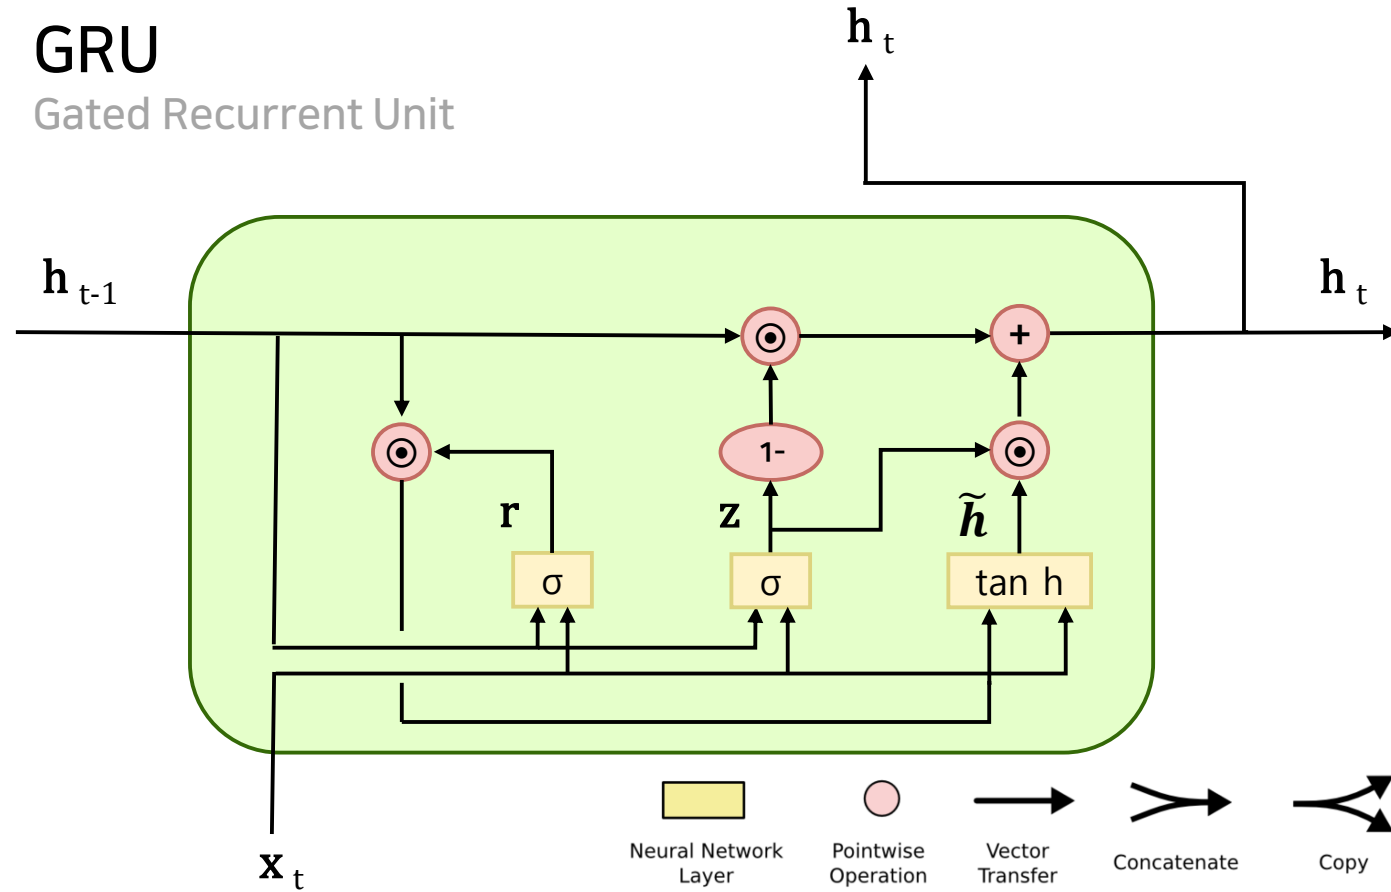 GRU
Gated Recurrent Unit
h t
h t-1
h t
+
1-
r
z
h̃
σ
σ
tan h
x t
Neural Network
Layer
Pointwise
Operation
Vector
Transfer
Concatenate
Copy